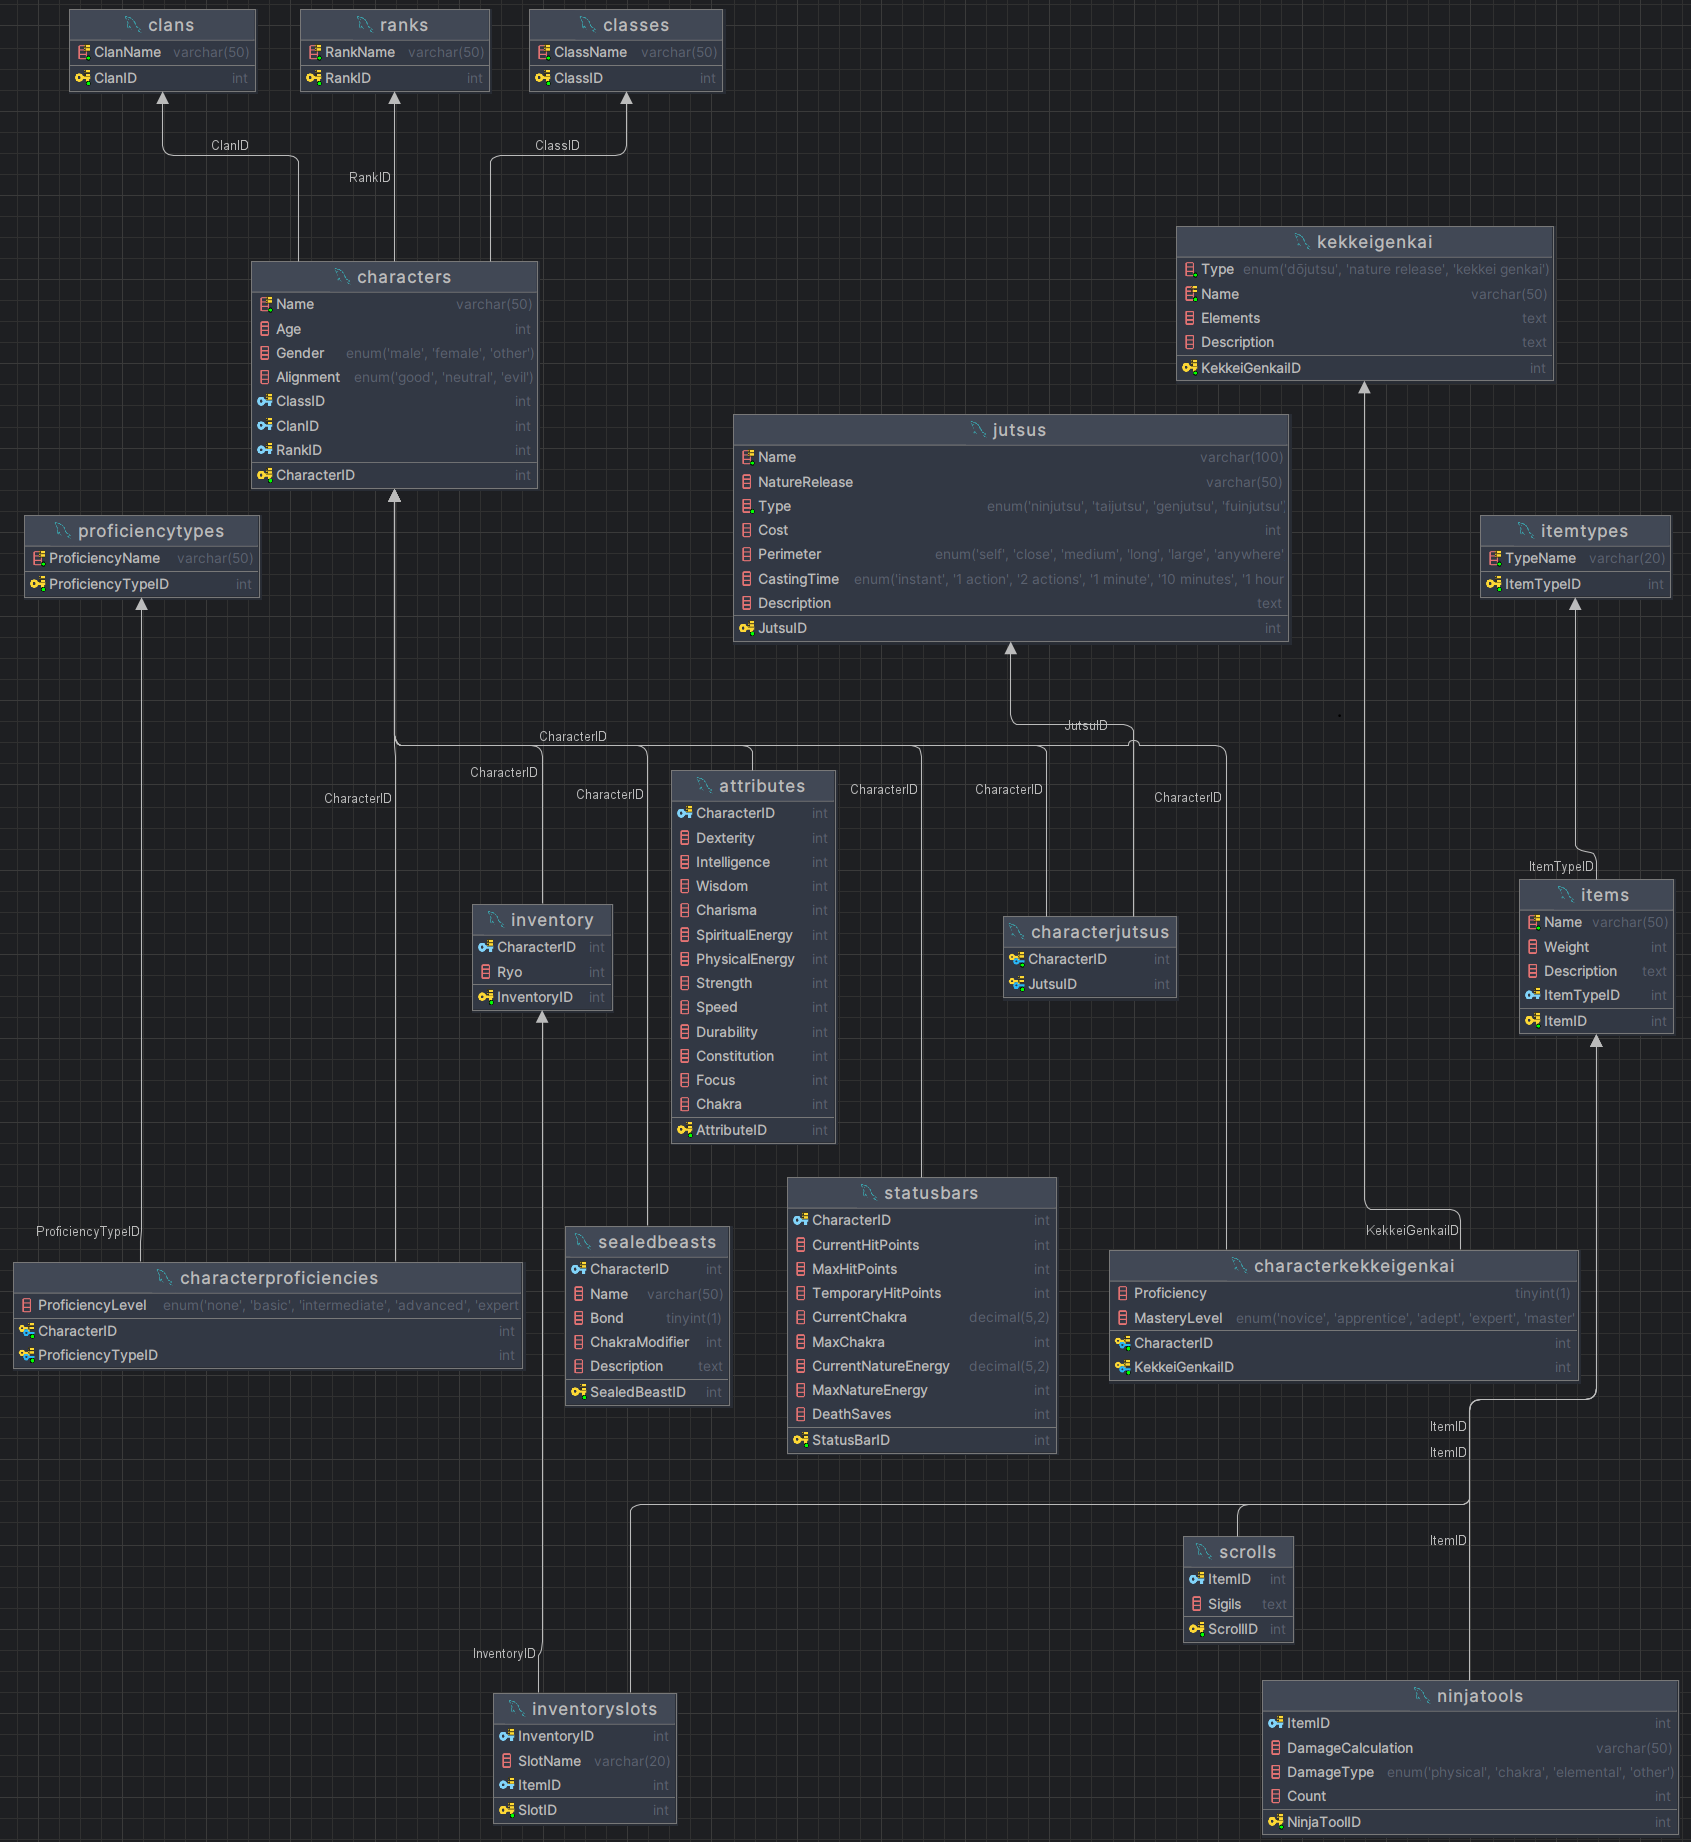 clans
ClanName varchar(50)
ClanID int
ranks
RankName varchar(50)
RankID int
classes
ClassName varchar(50)
ClassID int
ClanID
RankID
ClassID
characters
Name varchar(50)
Age int
Gender enum('male', 'female', 'other')
Alignment enum('good', 'neutral', 'evil')
ClassID int
ClanID int
RankID int
CharacterID int
kekkeigenkai
Type enum('dōjutsu', 'nature release', 'kekkei genkai')
Name varchar(50)
Elements text
Description text
KekkeiGenkaiID int
jutsus
Name varchar(100)
NatureRelease varchar(50)
Type enum('ninjutsu', 'taijutsu', 'genjutsu', 'fuinjutsu'
Cost int
Perimeter enum('self', 'close', 'medium', 'long', 'large', 'anywhere'
CastingTime enum('instant', '1 action', '2 actions', '1 minute', '10 minutes', '1 hour
Description text
JutsuID int
proficiencytypes
ProficiencyName varchar(50)
ProficiencyTypeID int
itemtypes
TypeName varchar(20)
ItemTypeID int
JutsuID
CharacterID
CharacterID
CharacterID
CharacterID
CharacterID
CharacterID
CharacterID
attributes
CharacterID int
Dexterity int
Intelligence int
Wisdom int
Charisma int
SpiritualEnergy int
PhysicalEnergy int
Strength int
Speed int
Durability int
Constitution int
Focus int
Chakra int
AttributeID int
ItemTypeID
items
Name varchar(50)
Weight int
Description text
ItemTypeID int
ItemID int
inventory
CharacterID int
Ryo int
InventoryID int
characterjutsus
CharacterID int
JutsuID int
statusbars
CharacterID int
CurrentHitPoints int
MaxHitPoints int
TemporaryHitPoints int
CurrentChakra decimal(5,2)
MaxChakra int
CurrentNatureEnergy decimal(5,2)
MaxNatureEnergy int
DeathSaves int
StatusBarID int
ProficiencyTypeID
KekkeiGenkaiID
sealedbeasts
CharacterID int
Name varchar(50)
Bond tinyint(1)
ChakraModifier int
Description text
SealedBeastID int
characterkekkeigenkai
Proficiency tinyint(1)
MasteryLevel enum('novice', 'apprentice', 'adept', 'expert', 'master'
CharacterID int
KekkeiGenkaiID int
characterproficiencies
ProficiencyLevel enum('none', 'basic', 'intermediate', 'advanced', 'expert
CharacterID int
ProficiencyTypeID int
ItemID
ItemID
ItemID
scrolls
ItemID int
Sigils text
ScrollID int
InventoryID
inventoryslots
InventoryID int
SlotName varchar(20)
ItemID int
SlotID int
ninjatools
ItemID int
DamageCalculation varchar(50)
DamageType enum('physical', 'chakra', 'elemental', 'other')
Count int
NinjaToolID int